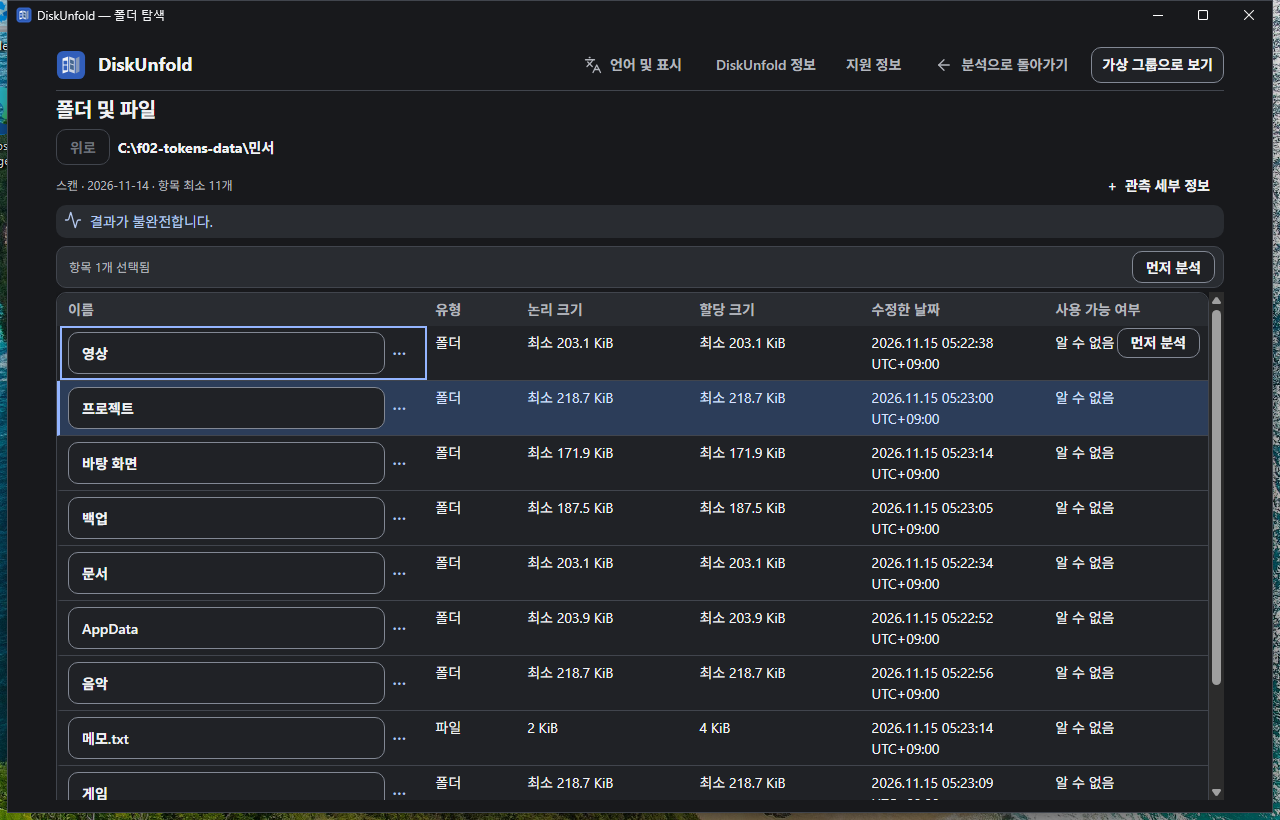 DiskUnfold — 폴더 탐색
DiskUnfold
언어 및 표시
DiskUnfold 정보
지원 정보
← 분석으로 돌아가기
가상 그룹으로 보기
폴더 및 파일
위로
C:\f02-tokens-data\민서
스캔 · 2026-11-14 · 항목 최소 11개
+ 관측 세부 정보
결과가 불완전합니다.
항목 1개 선택됨
먼저 분석
이름 유형 논리 크기 할당 크기 수정한 날짜 사용 가능 여부
영상 ··· 폴더 최소 203.1 KiB 최소 203.1 KiB 2026.11.15 05:22:38 알 수 없음 먼저 분석
UTC+09:00
프로젝트 ··· 폴더 최소 218.7 KiB 최소 218.7 KiB 2026.11.15 05:23:00 알 수 없음
UTC+09:00
바탕 화면 ··· 폴더 최소 171.9 KiB 최소 171.9 KiB 2026.11.15 05:23:14 알 수 없음
UTC+09:00
백업 ··· 폴더 최소 187.5 KiB 최소 187.5 KiB 2026.11.15 05:23:05 알 수 없음
UTC+09:00
문서 ··· 폴더 최소 203.1 KiB 최소 203.1 KiB 2026.11.15 05:22:34 알 수 없음
UTC+09:00
AppData ··· 폴더 최소 203.9 KiB 최소 203.9 KiB 2026.11.15 05:22:52 알 수 없음
UTC+09:00
음악 ··· 폴더 최소 218.7 KiB 최소 218.7 KiB 2026.11.15 05:22:56 알 수 없음
UTC+09:00
메모.txt ··· 파일 2 KiB 4 KiB 2026.11.15 05:23:14 알 수 없음
UTC+09:00
게임 ··· 폴더 최소 218.7 KiB 최소 218.7 KiB 2026.11.15 05:23:09 알 수 없음